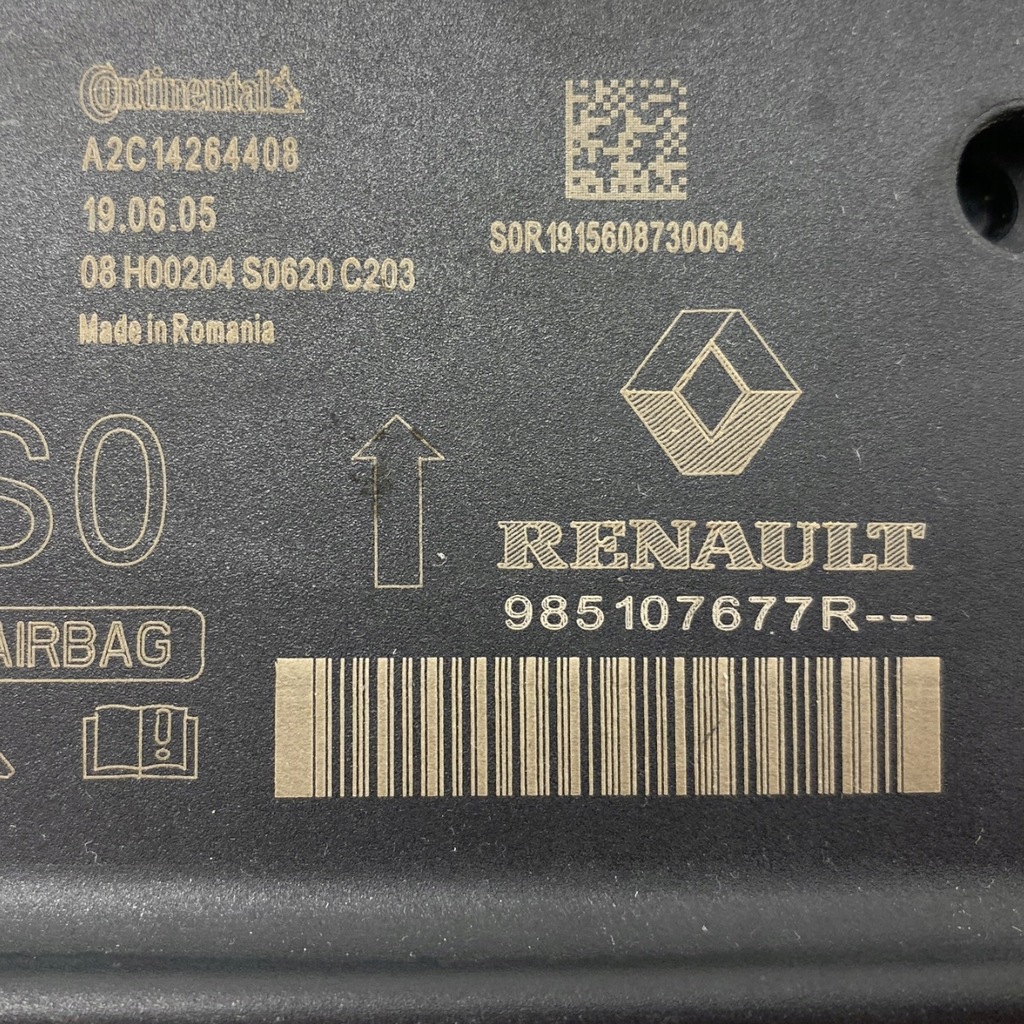 Continental
A2C14264408
19.06.05
08 H00204 S0620 C203
Made in Romania
S0R1915608730064
S0
RENAULT
985107677R---
AIRBAG